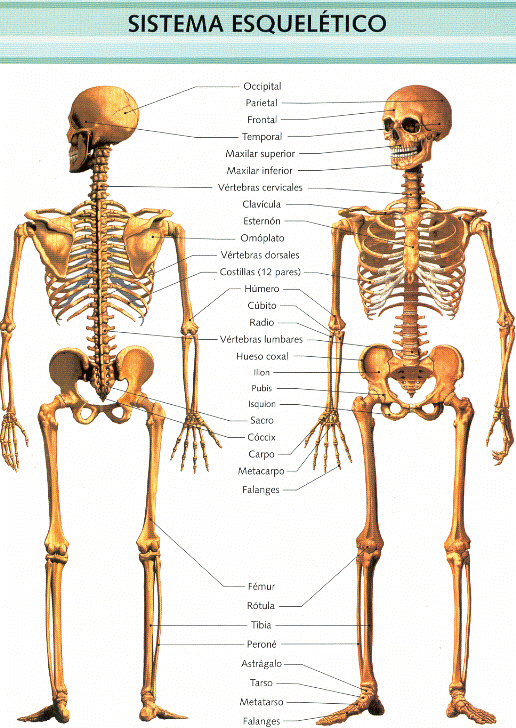 SISTEMA ESQUELÉTICO
Occipital
Parietal
Frontal
Temporal
Maxilar superior
Maxilar inferior
Vértebras cervicales
Clavícula
Esternón
Omóplato
Vértebras dorsales
Costillas (12 pares)
Húmero
Cúbito
Radio
Vértebras lumbares
Hueso coxal
Ilion
Pubis
Isquion
Sacro
Cóccix
Carpo
Metacarpo
Falanges
Fémur
Rótula
Tibia
Peroné
Astrágalo
Tarso
Metatarso
Falanges